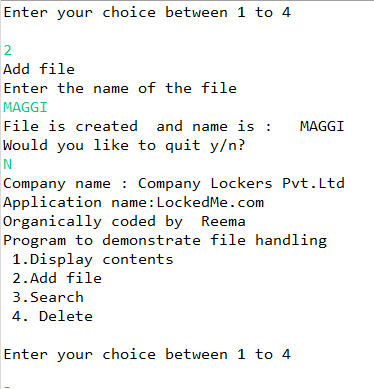 Enter your choice between 1 to 4
2
Add file
Enter the name of the file
MAGGI
File is created  and name is :   MAGGI
Would you like to quit y/n?
N
Company name : Company Lockers Pvt.Ltd
Application name:LockedMe.com
Organically coded by  Reema
Program to demonstrate file handling
 1.Display contents
 2.Add file
 3.Search
 4. Delete
Enter your choice between 1 to 4